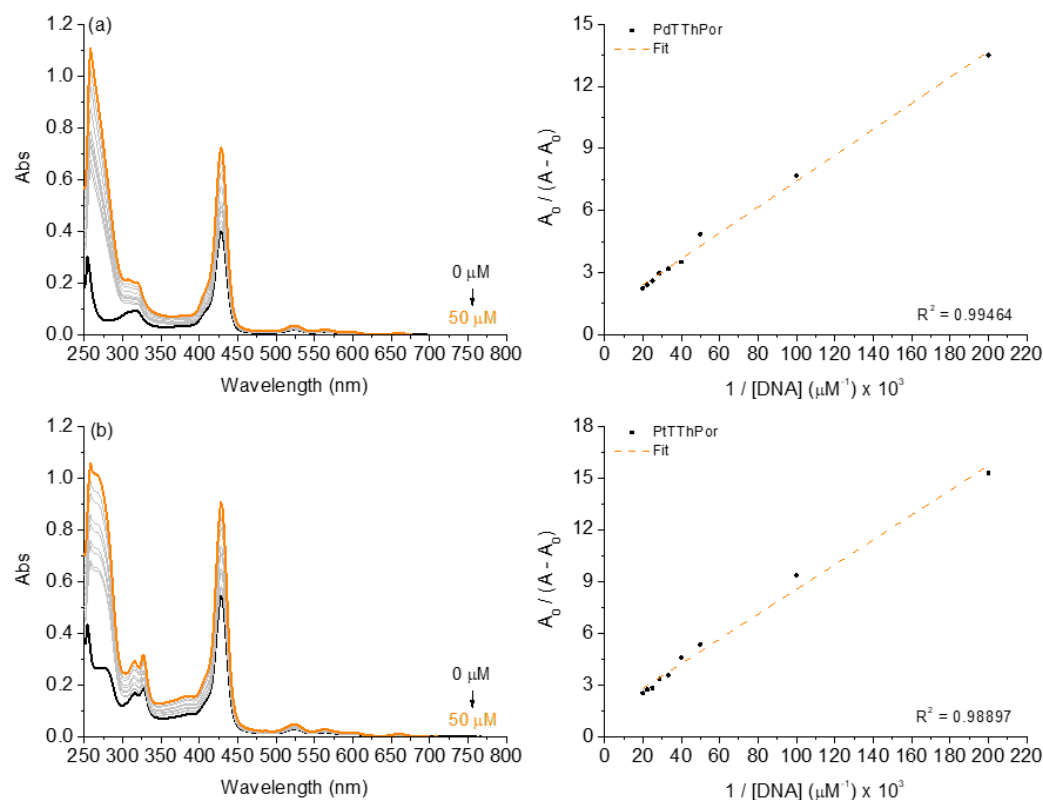 (a)
1.2
1.0
0.8
0.6
0.4
0.2
0.0
Abs
0 µM
50 µM
250 300 350 400 450 500 550 600 650 700 750 800
Wavelength (nm)
PdTThPor
Fit
15
12
9
6
3
0
A₀ / (A - A₀)
R² = 0.99464
0 20 40 60 80 100 120 140 160 180 200 220
1 / [DNA] (µM⁻¹) x 10³
(b)
1.2
1.0
0.8
0.6
0.4
0.2
0.0
Abs
0 µM
50 µM
250 300 350 400 450 500 550 600 650 700 750 800
Wavelength (nm)
PtTThPor
Fit
18
15
12
9
6
3
0
A₀ / (A - A₀)
R² = 0.98897
0 20 40 60 80 100 120 140 160 180 200 220
1 / [DNA] (µM⁻¹) x 10³